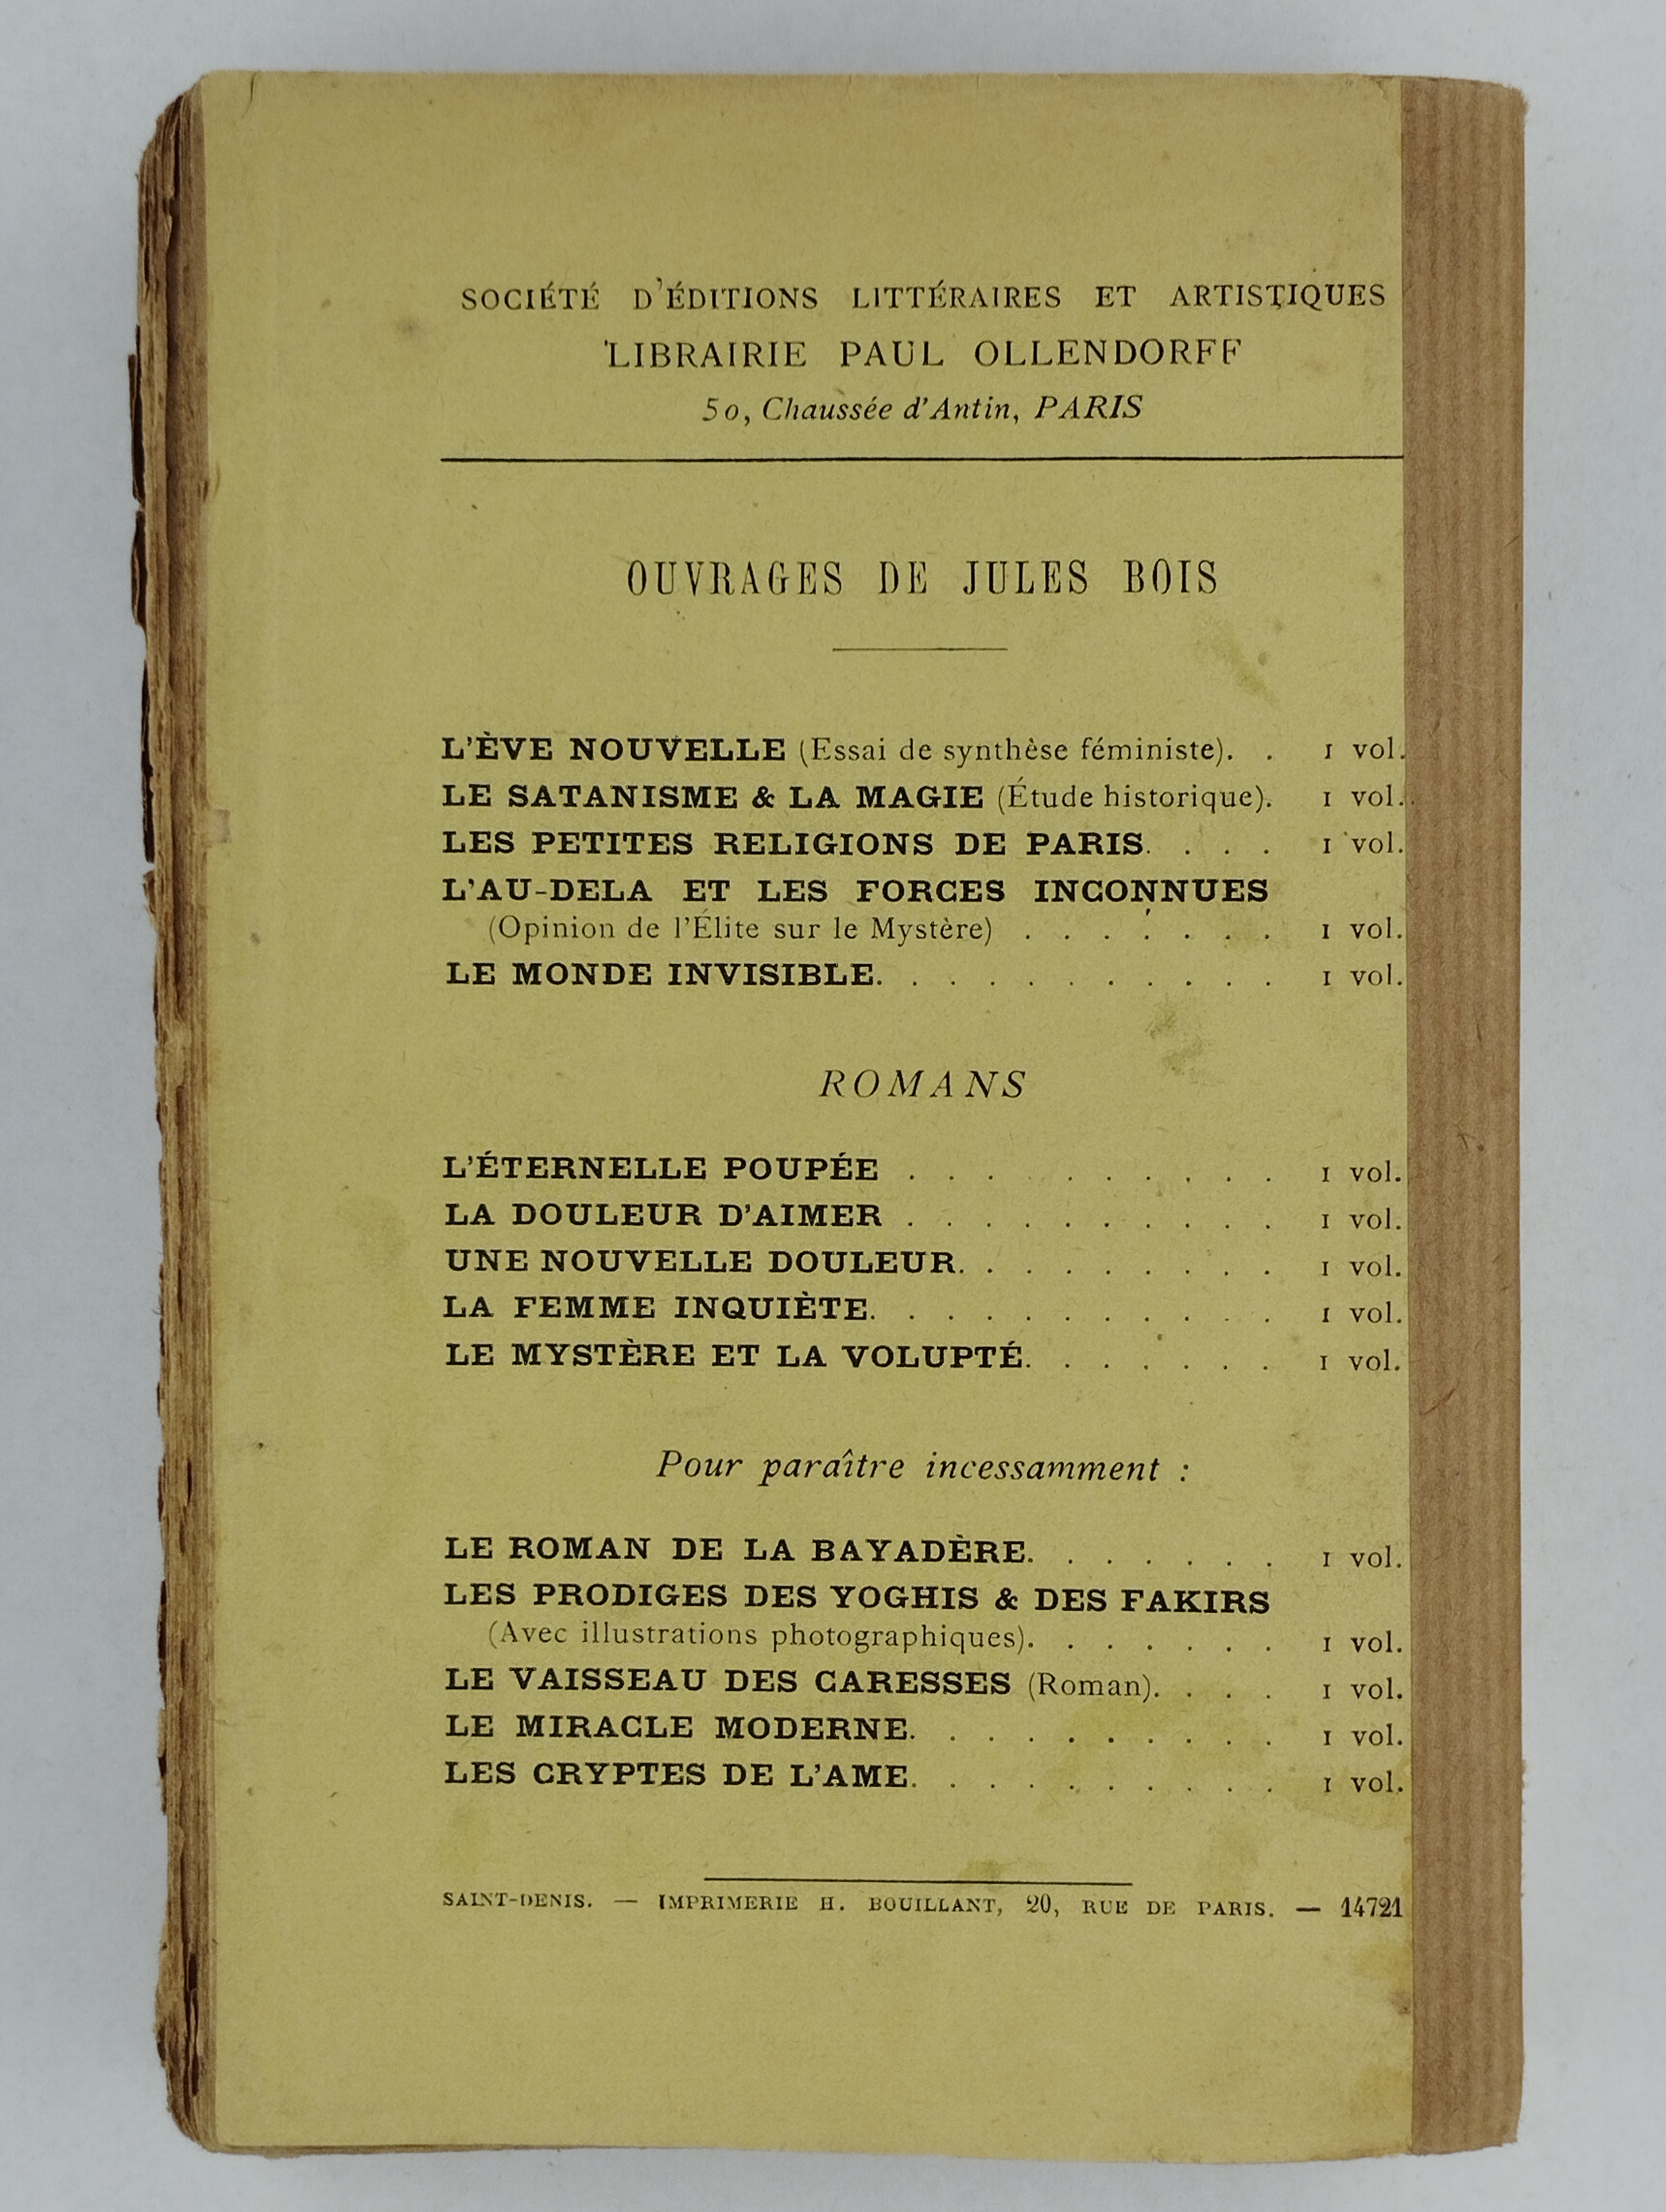 SOCIÉTÉ D'ÉDITIONS LITTÉRAIRES ET ARTISTIQUES
LIBRAIRIE PAUL OLLENDORFF
50, Chaussée d'Antin, PARIS
OUVRAGES DE JULES BOIS
L'ÈVE NOUVELLE (Essai de synthèse féministe). . 1 vol.
LE SATANISME & LA MAGIE (Étude historique). 1 vol.
LES PETITES RELIGIONS DE PARIS. . . . 1 vol.
L'AU-DELA ET LES FORCES INCONNUES
(Opinion de l'Élite sur le Mystère) . . . . . . . 1 vol.
LE MONDE INVISIBLE. . . . . . . . . . . 1 vol.
ROMANS
L'ÉTERNELLE POUPÉE . . . . . . . . . . 1 vol.
LA DOULEUR D'AIMER . . . . . . . . . . 1 vol.
UNE NOUVELLE DOULEUR. . . . . . . . . 1 vol.
LA FEMME INQUIÈTE. . . . . . . . . . . 1 vol.
LE MYSTÈRE ET LA VOLUPTÉ. . . . . . . 1 vol.
Pour paraître incessamment :
LE ROMAN DE LA BAYADÈRE. . . . . . . 1 vol.
LES PRODIGES DES YOGHIS & DES FAKIRS
(Avec illustrations photographiques). . . . . . . 1 vol.
LE VAISSEAU DES CARESSES (Roman). . . . 1 vol.
LE MIRACLE MODERNE. . . . . . . . . . 1 vol.
LES CRYPTES DE L'AME. . . . . . . . . . 1 vol.
SAINT-DENIS. — IMPRIMERIE H. BOUILLANT, 20, RUE DE PARIS. — 14721